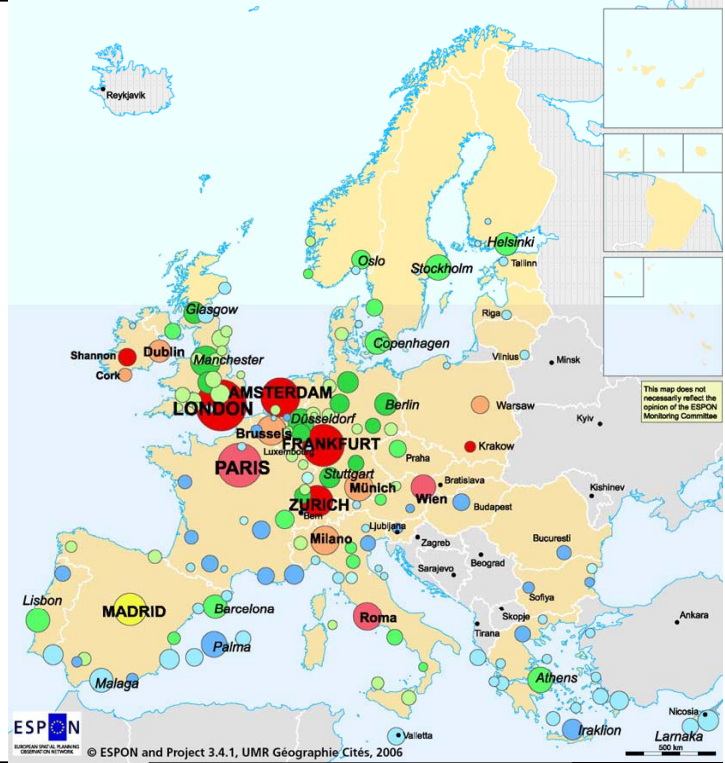 Reykjavik
Helsinki
Oslo
Stockholm
Tallinn
Glasgow
Riga
Copenhagen
Shannon
Dublin
Manchester
Vilnius
Minsk
Cork
AMSTERDAM
This map does not
necessarily reflect the
opinion of the ESPON
Monitoring Committee
LONDON
Berlin
Warsaw
Düsseldorf
Kyiv
Brussels
FRANKFURT
Krakow
Luxembourg
Praha
PARIS
Stuttgart
Münich
Bratislava
Wien
Kishinev
ZURICH
Budapest
Bern
Ljubljana
Milano
Zagreb
Bucuresti
Beograd
Sarajevo
Lisbon
MADRID
Barcelona
Sofiya
Roma
Skopje
Ankara
Tirana
Palma
Malaga
Athens
Nicosia
Iraklion
Larnaka
Valletta
500 km
ESPON
EUROPEAN SPATIAL PLANNING
OBSERVATION NETWORK
© ESPON and Project 3.4.1, UMR Géographie Cités, 2006